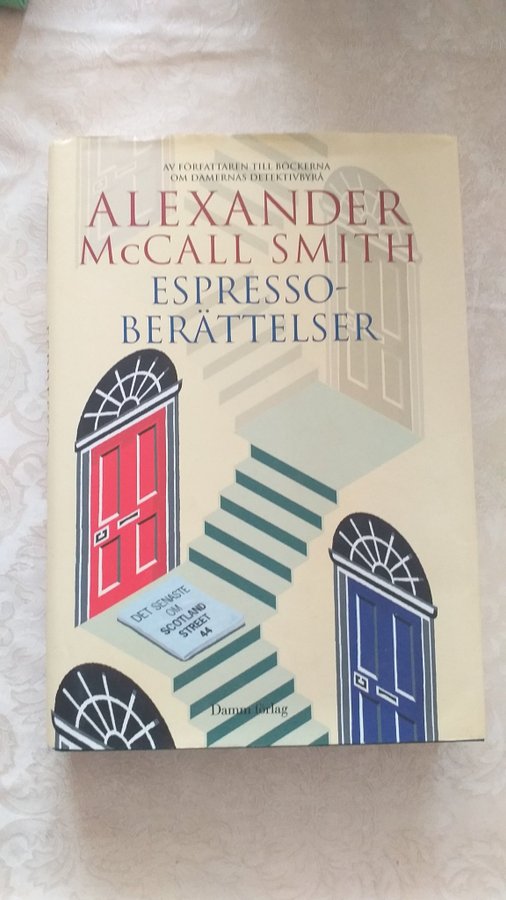 AV FÖRFATTAREN TILL BÖCKERNA
OM DAMERNAS DETEKTIVBYRÅ
ALEXANDER
McCALL SMITH
ESPRESSO-
BERÄTTELSER
DET SENASTE
OM
SCOTLAND
STREET
44
Damm förlag